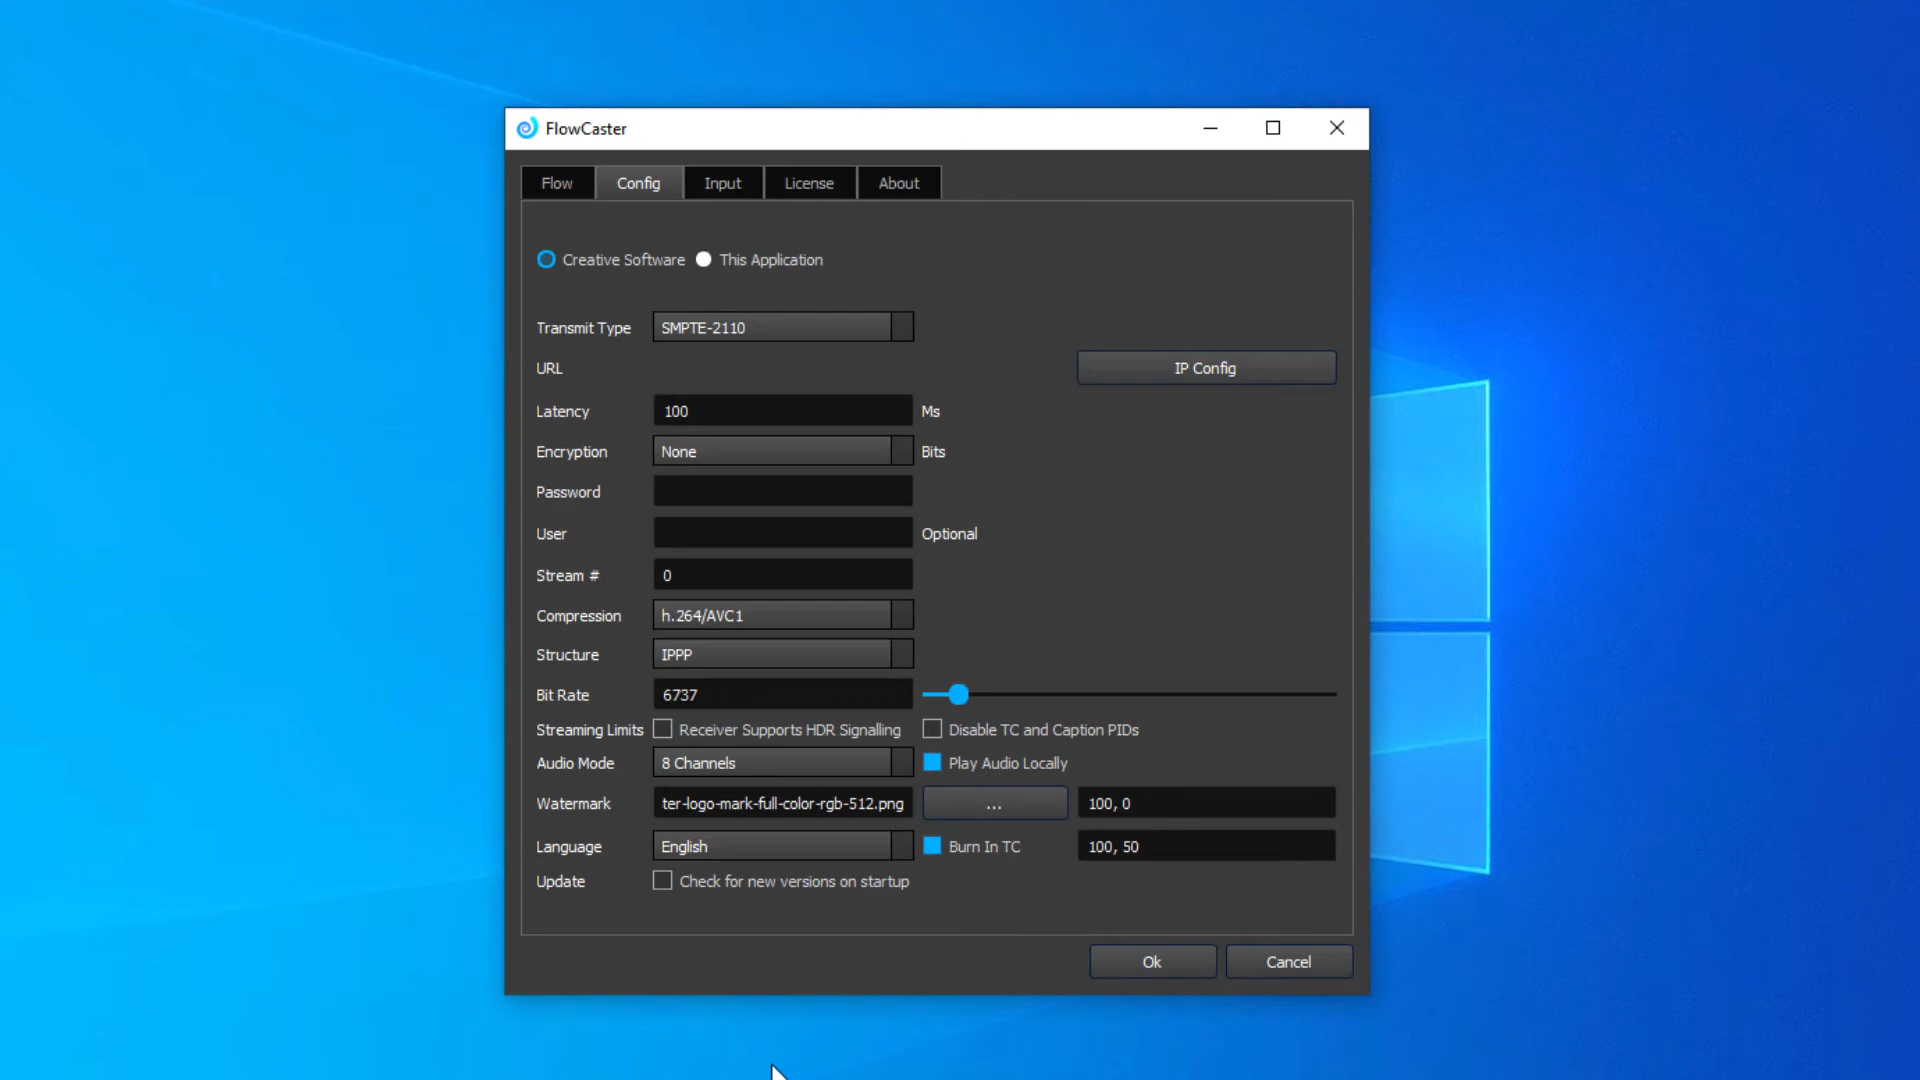 FlowCaster
Flow Config Input License About
Creative Software This Application
Transmit Type SMPTE-2110
URL IP Config
Latency 100 Ms
Encryption None Bits
Password
User Optional
Stream # 0
Compression h.264/AVC1
Structure IPPP
Bit Rate 6737
Streaming Limits Receiver Supports HDR Signalling Disable TC and Caption PIDs
Audio Mode 8 Channels Play Audio Locally
Watermark ter-logo-mark-full-color-rgb-512.png ... 100, 0
Language English Burn In TC 100, 50
Update Check for new versions on startup
Ok Cancel